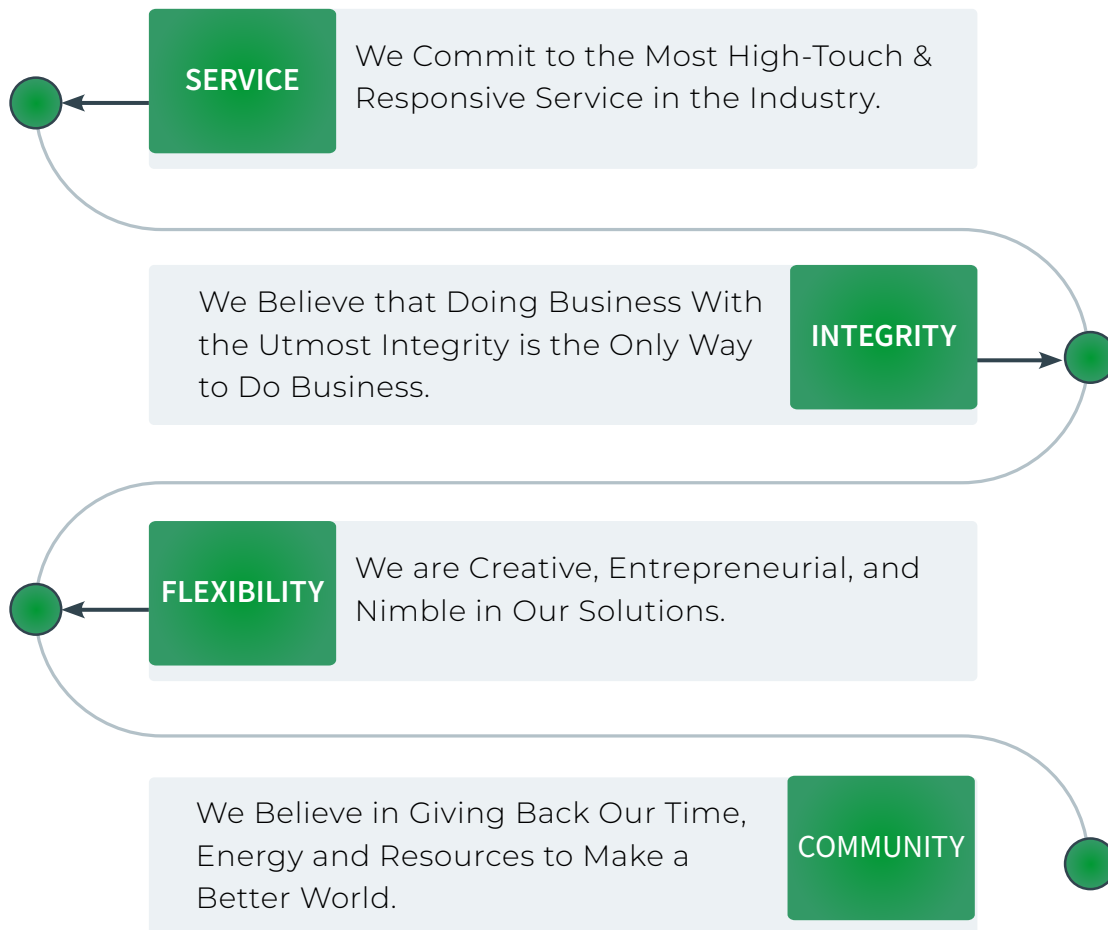 SERVICE
We Commit to the Most High-Touch &
Responsive Service in the Industry.
We Believe that Doing Business With
the Utmost Integrity is the Only Way
to Do Business.
INTEGRITY
FLEXIBILITY
We are Creative, Entrepreneurial, and
Nimble in Our Solutions.
We Believe in Giving Back Our Time,
Energy and Resources to Make a
Better World.
COMMUNITY